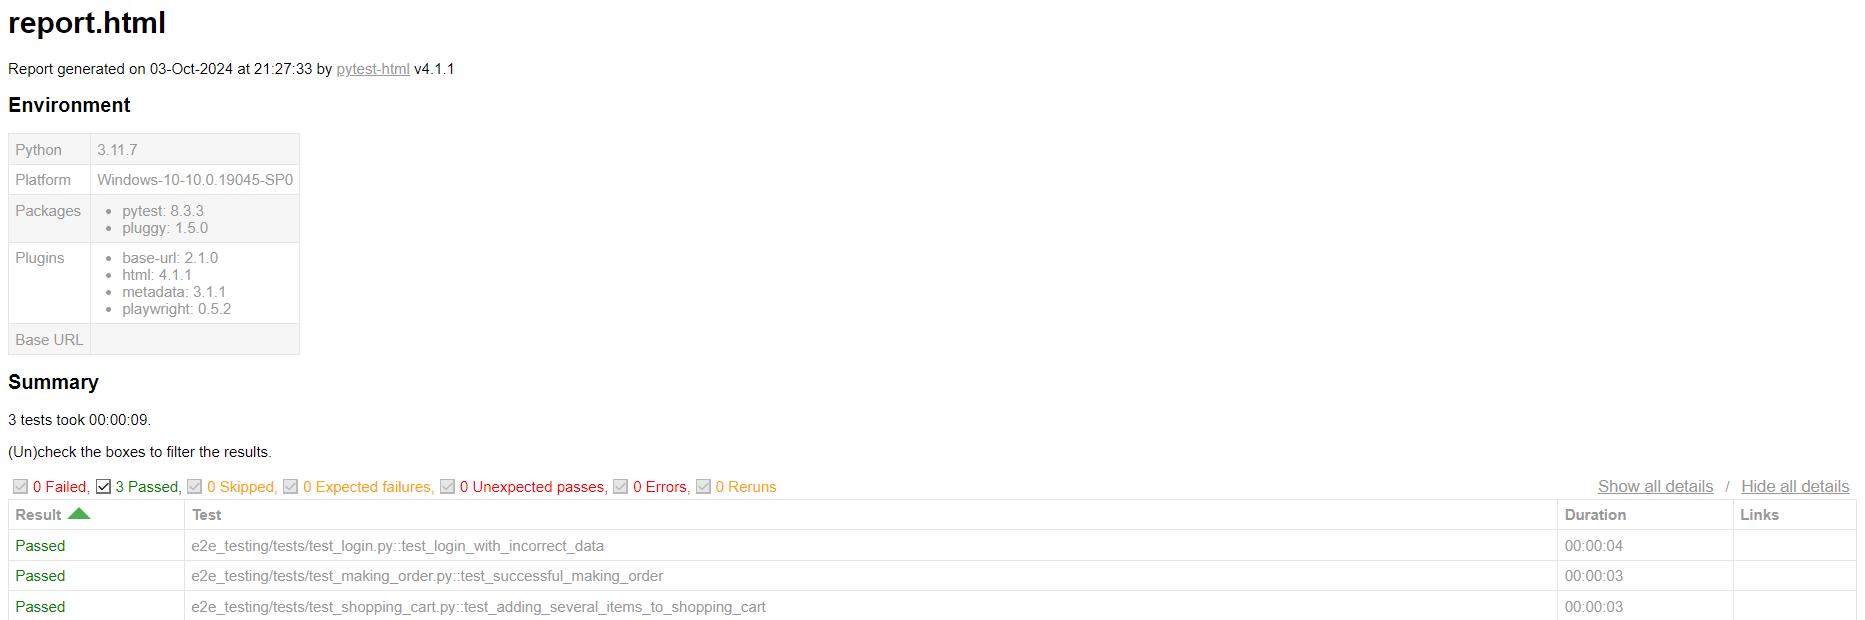 report.html
Report generated on 03-Oct-2024 at 21:27:33 by pytest-html v4.1.1
Environment
Python 3.11.7
Platform Windows-10-10.0.19045-SP0
Packages • pytest: 8.3.3
• pluggy: 1.5.0
Plugins • base-url: 2.1.0
• html: 4.1.1
• metadata: 3.1.1
• playwright: 0.5.2
Base URL
Summary
3 tests took 00:00:09.
(Un)check the boxes to filter the results.
0 Failed, 3 Passed, 0 Skipped, 0 Expected failures, 0 Unexpected passes, 0 Errors, 0 Reruns Show all details / Hide all details
Result Test Duration Links
Passed e2e_testing/tests/test_login.py::test_login_with_incorrect_data 00:00:04
Passed e2e_testing/tests/test_making_order.py::test_successful_making_order 00:00:03
Passed e2e_testing/tests/test_shopping_cart.py::test_adding_several_items_to_shopping_cart 00:00:03